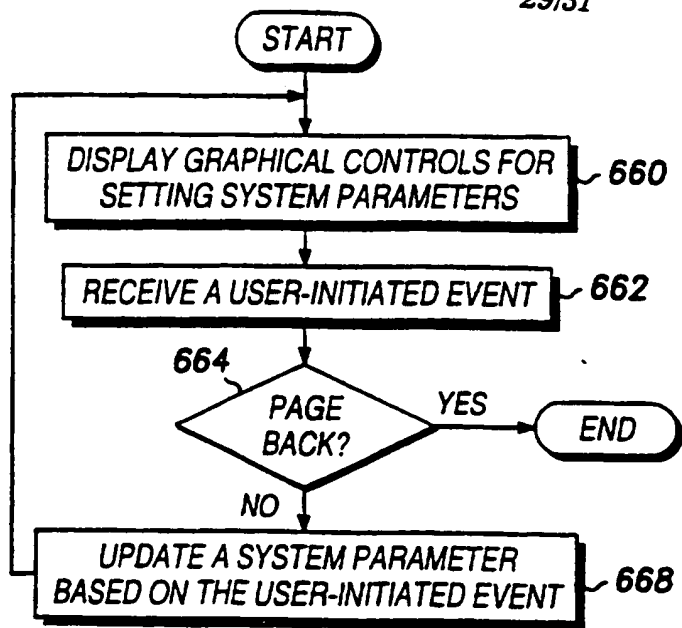 29/31
START
DISPLAY GRAPHICAL CONTROLS FOR
SETTING SYSTEM PARAMETERS
660
RECEIVE A USER-INITIATED EVENT
662
664
PAGE
BACK?
YES
END
NO
UPDATE A SYSTEM PARAMETER
BASED ON THE USER-INITIATED EVENT
668